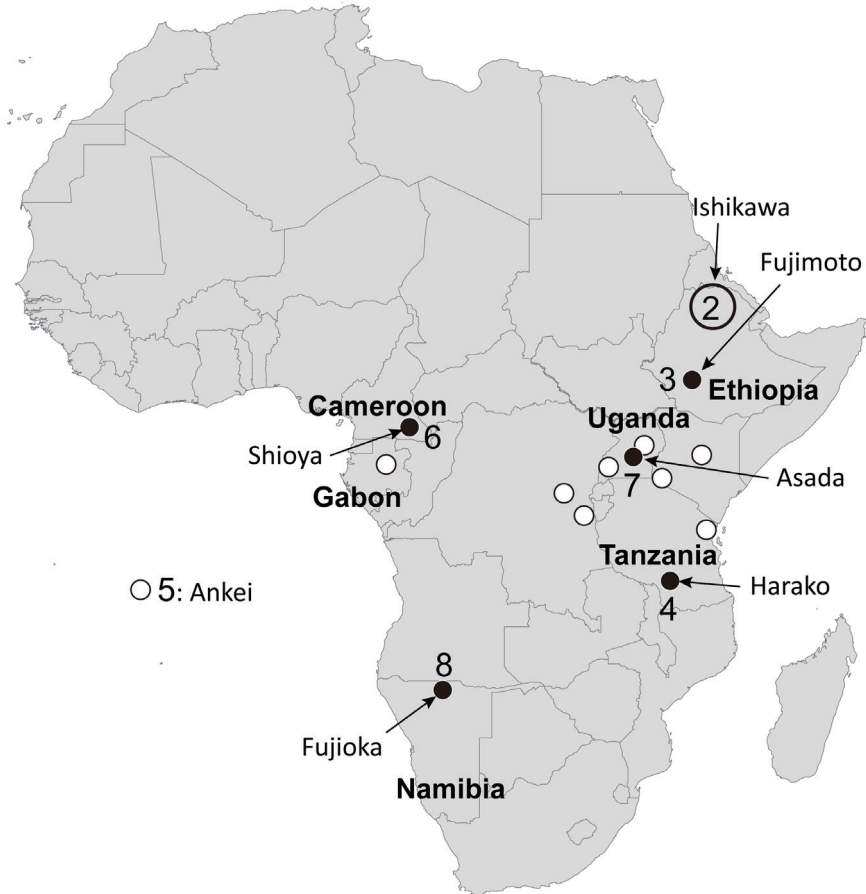 Ishikawa
Fujimoto
2
3
Ethiopia
Cameroon
Uganda
6
Shioya
Gabon
7
Asada
Tanzania
5: Ankei
Harako
4
8
Fujioka
Namibia